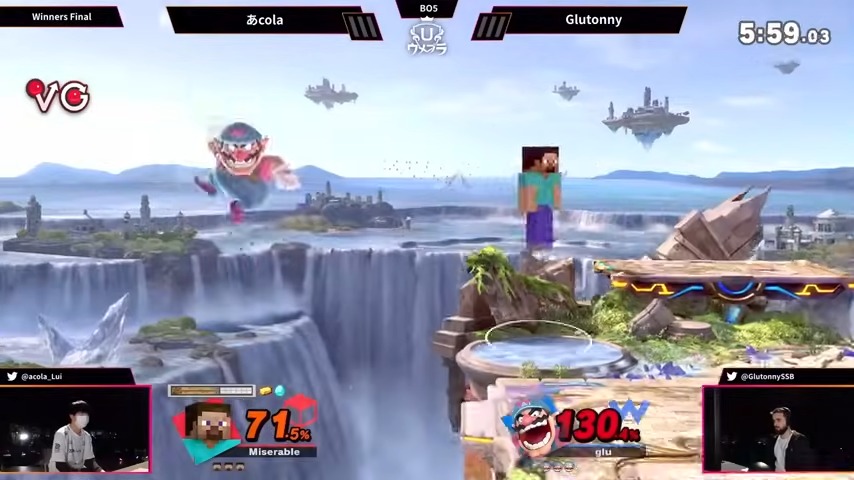 Winners Final
あcola
BO5
Glutonny
5:59.03
U
ウメブラ
VG
@acola_Lui
71.5%
Miserable
130.4%
glu
@GlutonnySSB